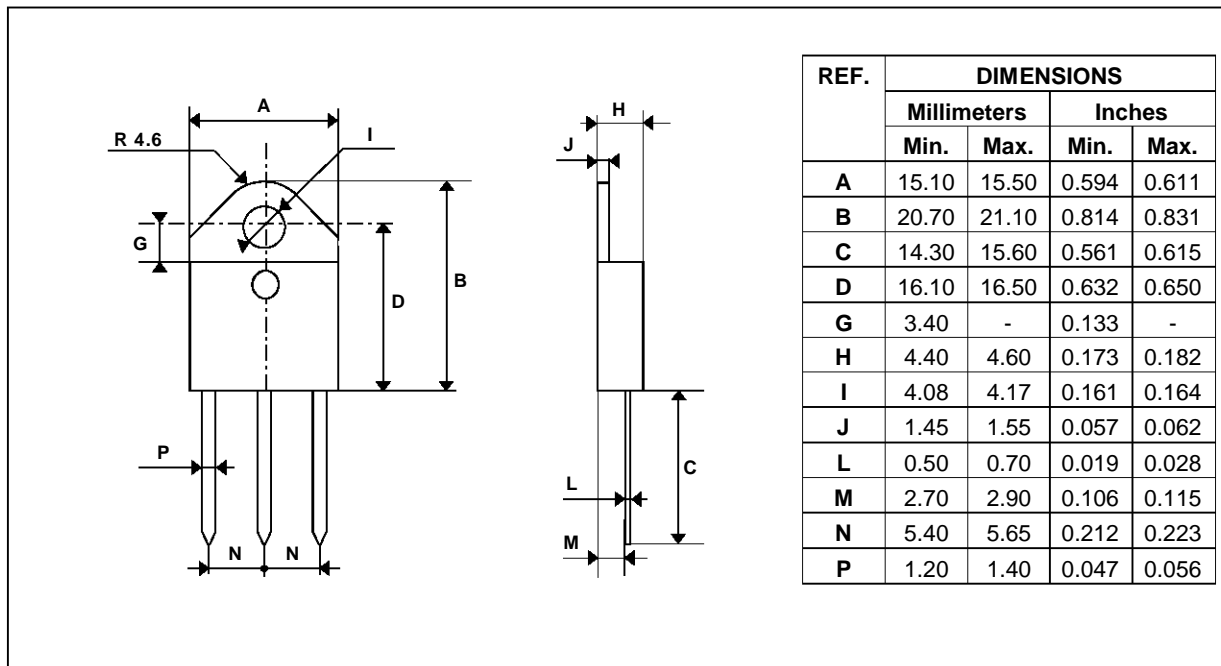 A
R 4.6
I
G
B
D
P
N N
H
J
C
L
M
REF. DIMENSIONS
Millimeters Inches
Min. Max. Min. Max.
A 15.10 15.50 0.594 0.611
B 20.70 21.10 0.814 0.831
C 14.30 15.60 0.561 0.615
D 16.10 16.50 0.632 0.650
G 3.40 - 0.133 -
H 4.40 4.60 0.173 0.182
I 4.08 4.17 0.161 0.164
J 1.45 1.55 0.057 0.062
L 0.50 0.70 0.019 0.028
M 2.70 2.90 0.106 0.115
N 5.40 5.65 0.212 0.223
P 1.20 1.40 0.047 0.056